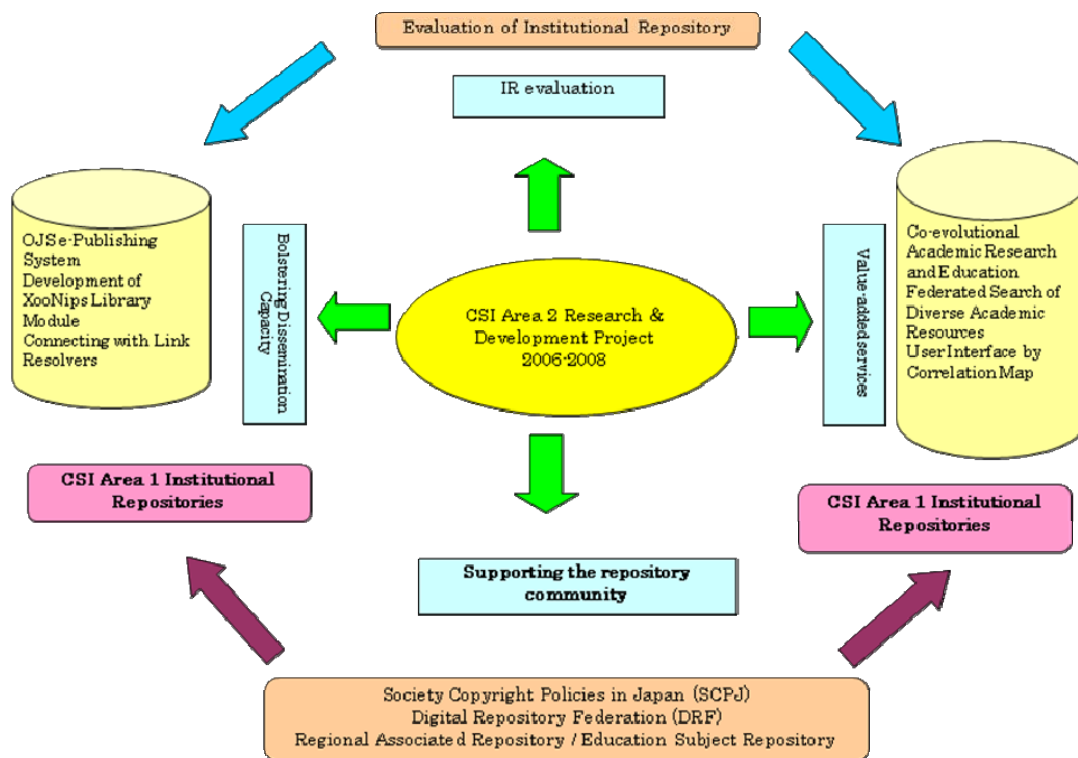 Evaluation of Institutional Repository
IR evaluation
OJS e-Publishing
System
Development of
XooNips Library
Module
Connecting with Link
Resolvers
Bolstering Dissemination
Capacity
CSI Area 2 Research &
Development Project
2006-2008
Value-added services
Co-evolutional
Academic Research
and Education
Federated Search of
Diverse Academic
Resources
User Interface by
Correlation Map
CSI Area 1 Institutional
Repositories
CSI Area 1 Institutional
Repositories
Supporting the repository
community
Society Copyright Policies in Japan (SCPJ)
Digital Repository Federation (DRF)
Regional Associated Repository / Education Subject Repository